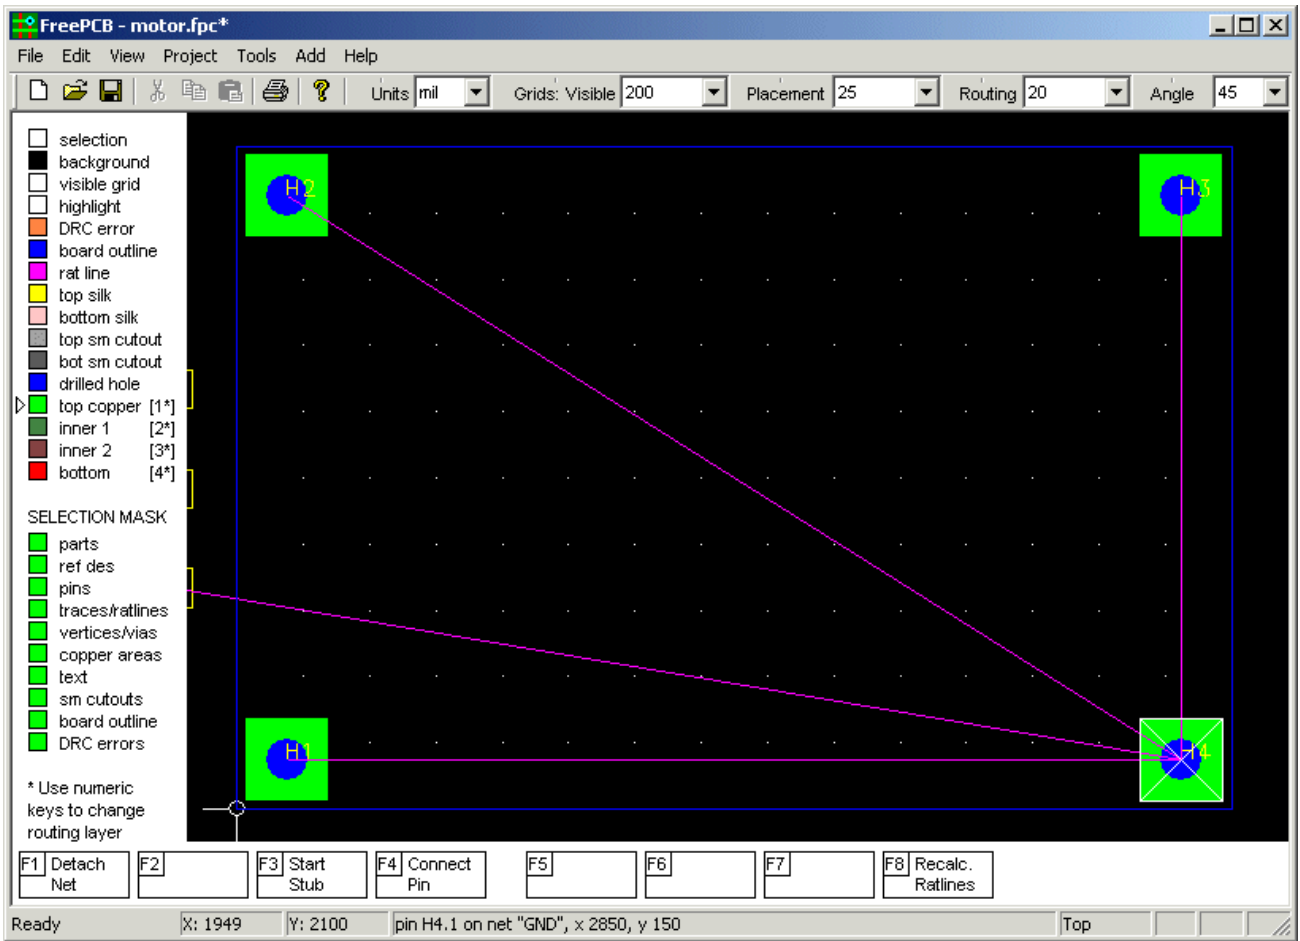 FreePCB - motor.fpc*
File Edit View Project Tools Add Help
Units mil Grids: Visible 200 Placement 25 Routing 20 Angle 45
selection
background
visible grid
highlight
DRC error
board outline
rat line
top silk
bottom silk
top sm cutout
bot sm cutout
drilled hole
top copper [1*]
inner 1 [2*]
inner 2 [3*]
bottom [4*]
SELECTION MASK
parts
ref des
pins
traces/ratlines
vertices/vias
copper areas
text
sm cutouts
board outline
DRC errors
* Use numeric
keys to change
routing layer
H2 H3
H1 H4
F1 Detach Net F2 F3 Start Stub F4 Connect Pin F5 F6 F7 F8 Recalc. Ratlines
Ready X: 1949 Y: 2100 pin H4.1 on net "GND", x 2850, y 150 Top